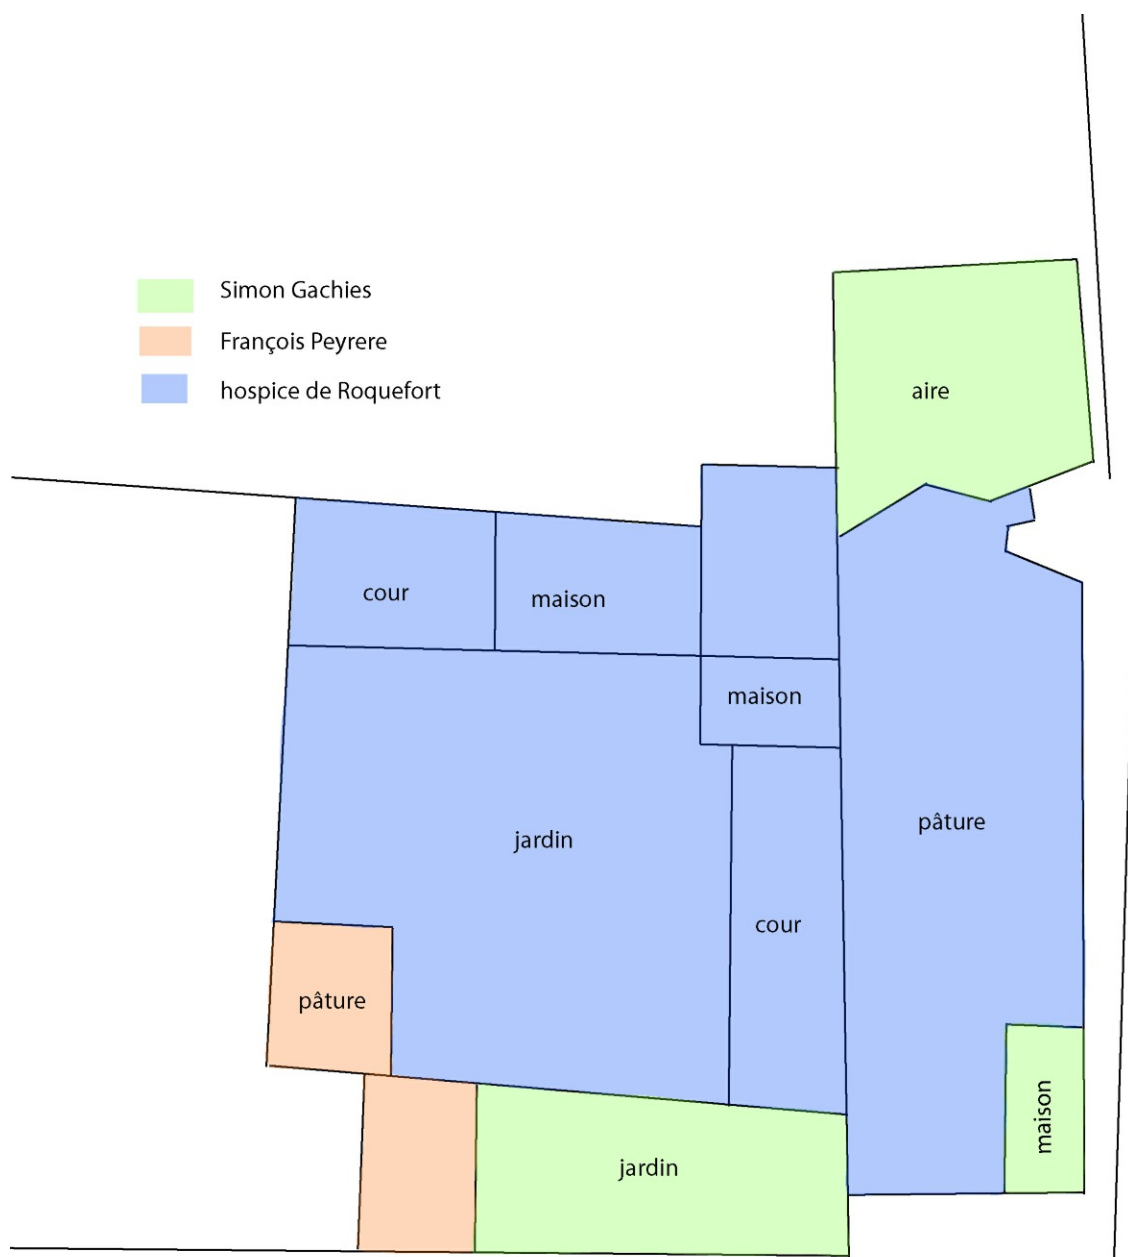 Simon Gachies
François Peyrere
hospice de Roquefort
aire
cour
maison
maison
jardin
pâture
cour
pâture
maison
jardin